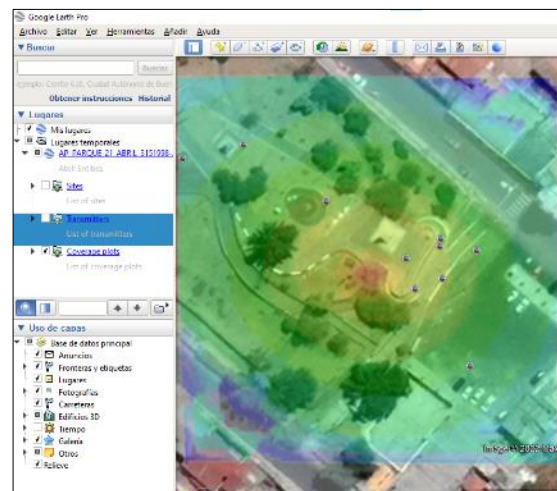 Google Earth Pro
Archivo Editar Ver Herramientas Añadir Ayuda
Buscar
Buscar
Obtener instrucciones Historial
Lugares
Mis lugares
Lugares temporales
AP_PARQUE_21_ABRIL
Sites
List of sites
Transmitters
List of transmitters
Coverage plots
List of coverage plots
Uso de capas
Base de datos principal
Anuncios
Fronteras y etiquetas
Lugares
Fotografías
Carreteras
Edificios 3D
Tiempo
Galería
Otros
Relieve